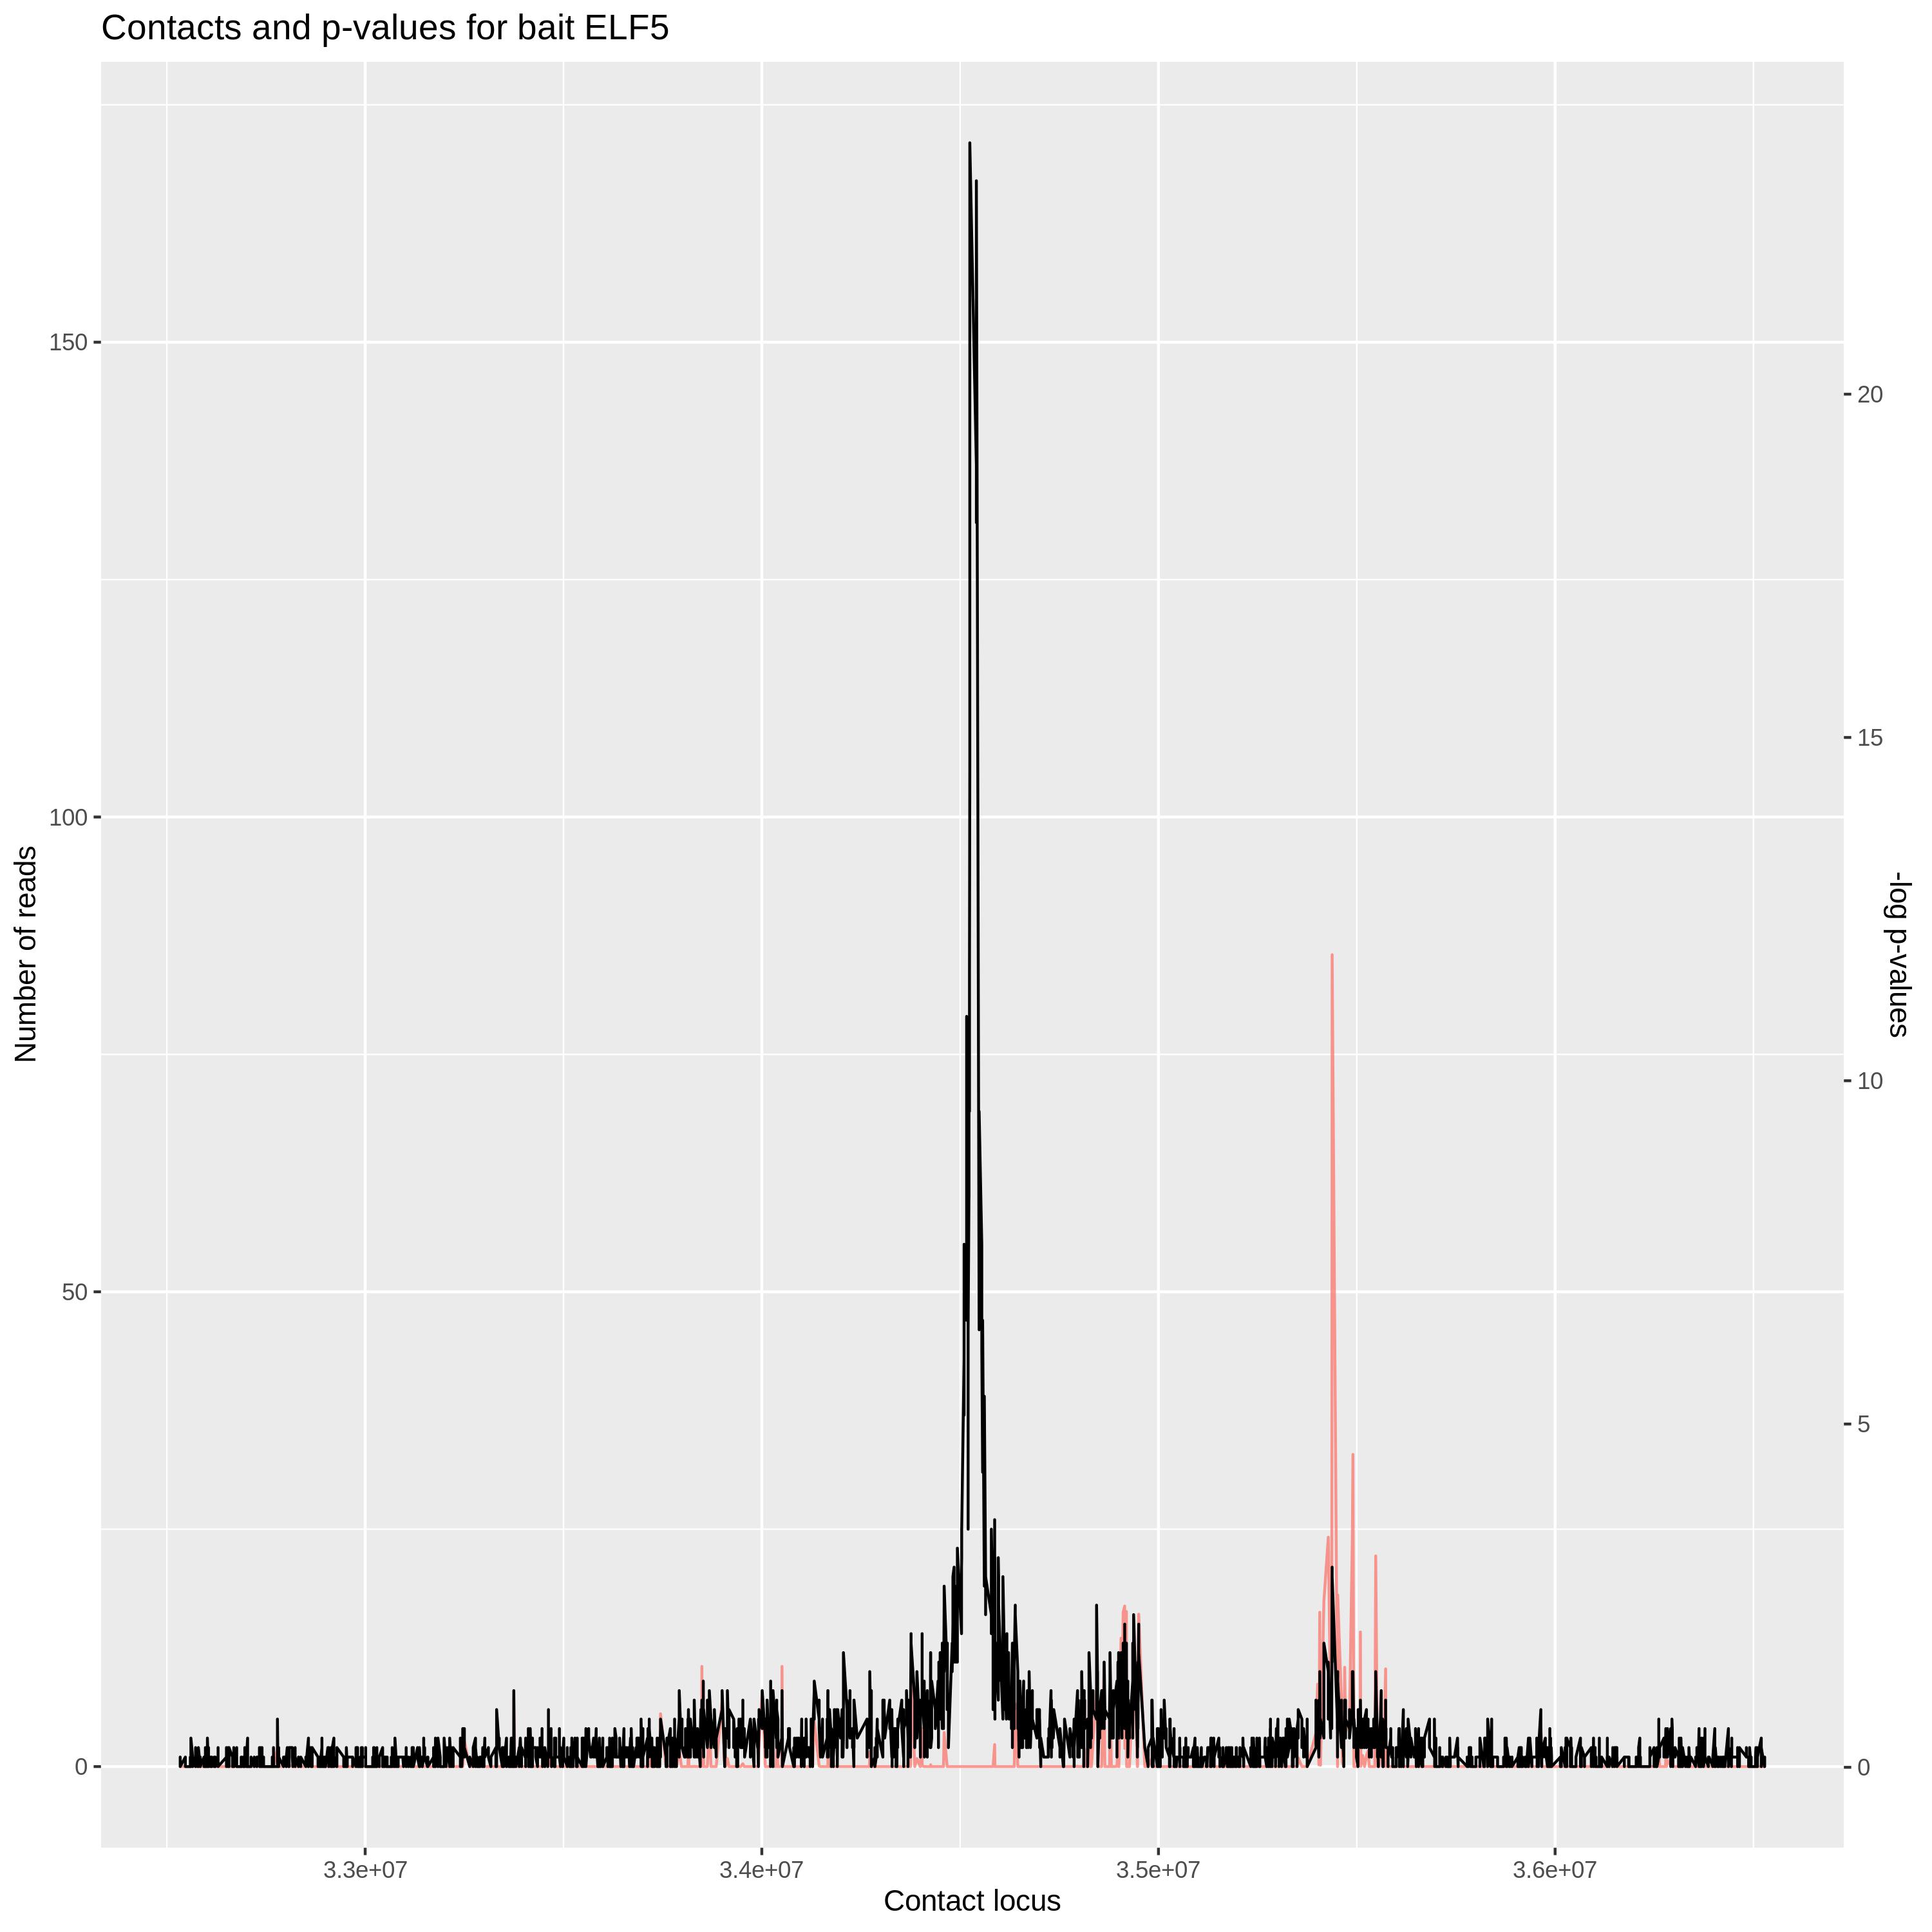 Contacts and p-values for bait ELF5
150
100
50
0
Number of reads
20
15
10
5
0
-log p-values
3.3e+07
3.4e+07
3.5e+07
3.6e+07
Contact locus